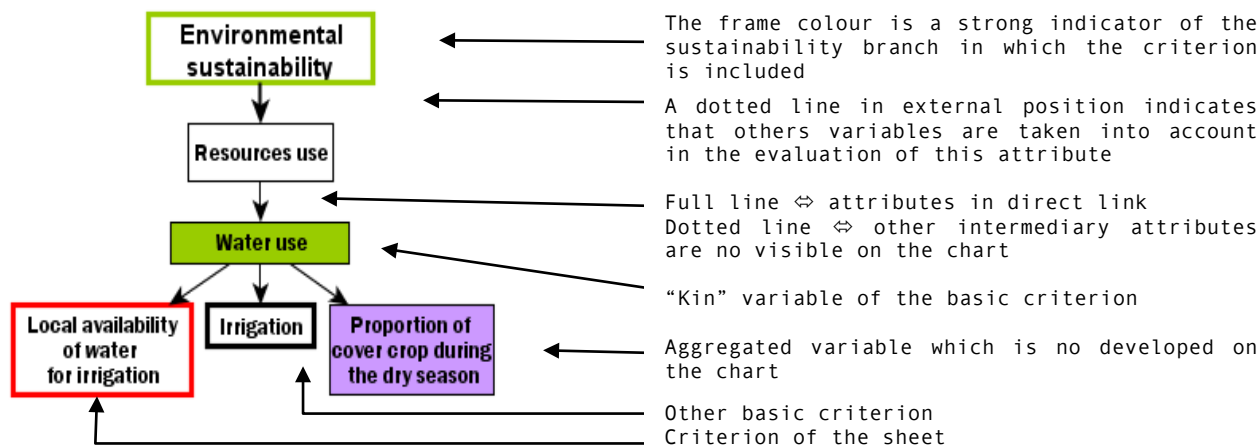 Environmental
sustainability
Resources use
Water use
Local availability
of water
for irrigation
Irrigation
Proportion of
cover crop during
the dry season
The frame colour is a strong indicator of the
sustainability branch in which the criterion
is included
A dotted line in external position indicates
that others variables are taken into account
in the evaluation of this attribute
Full line ⇔ attributes in direct link
Dotted line ⇔ other intermediary attributes
are no visible on the chart
“Kin” variable of the basic criterion
Aggregated variable which is no developed on
the chart
Other basic criterion
Criterion of the sheet